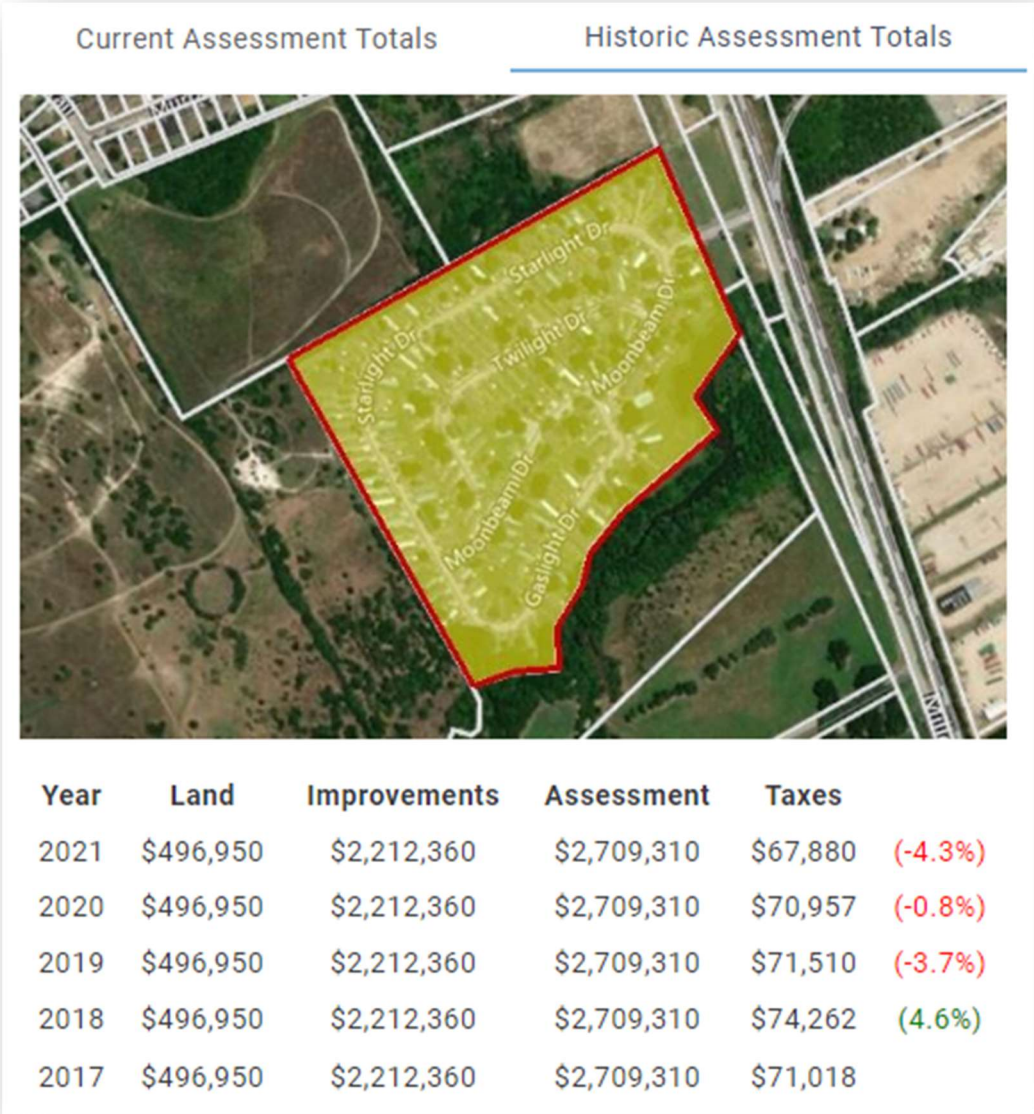 Current Assessment Totals
Historic Assessment Totals
Starlight Dr
Starlight Dr
Twilight Dr
Moonbeam Dr
Moonbeam Dr
Gaslight Dr
Year Land Improvements Assessment Taxes
2021 $496,950 $2,212,360 $2,709,310 $67,880 (-4.3%)
2020 $496,950 $2,212,360 $2,709,310 $70,957 (-0.8%)
2019 $496,950 $2,212,360 $2,709,310 $71,510 (-3.7%)
2018 $496,950 $2,212,360 $2,709,310 $74,262 (4.6%)
2017 $496,950 $2,212,360 $2,709,310 $71,018